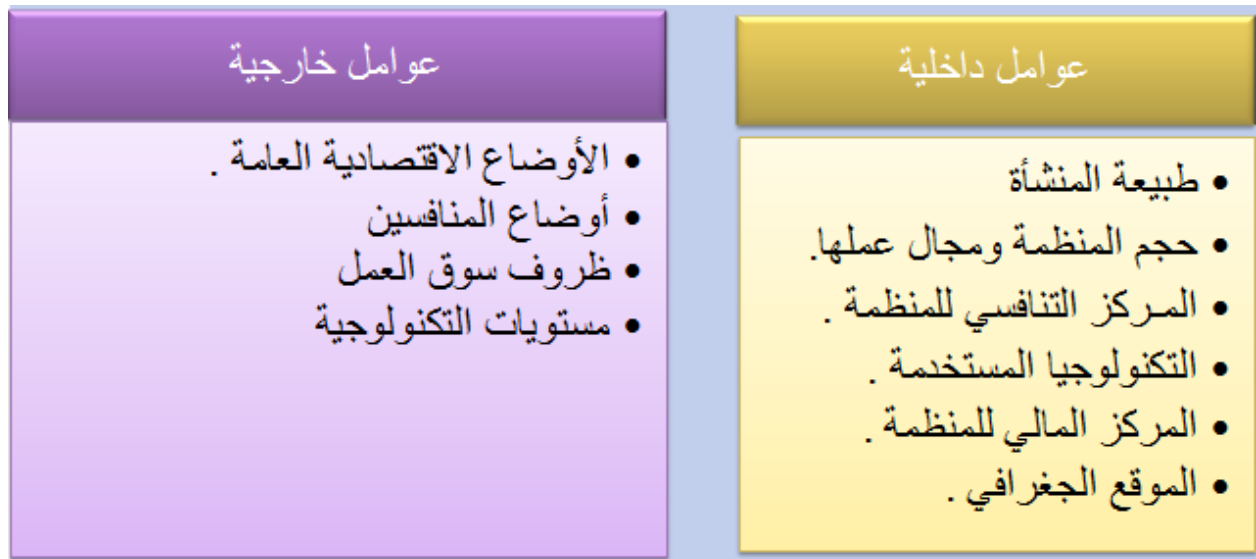 عوامل داخلية
• طبيعة المنشأة
• حجم المنظمة ومجال عملها.
• المركز التنافسي للمنظمة .
• التكنولوجيا المستخدمة .
• المركز المالي للمنظمة .
• الموقع الجغرافي .
عوامل خارجية
• الأوضاع الاقتصادية العامة .
• أوضاع المنافسين
• ظروف سوق العمل
• مستويات التكنولوجية